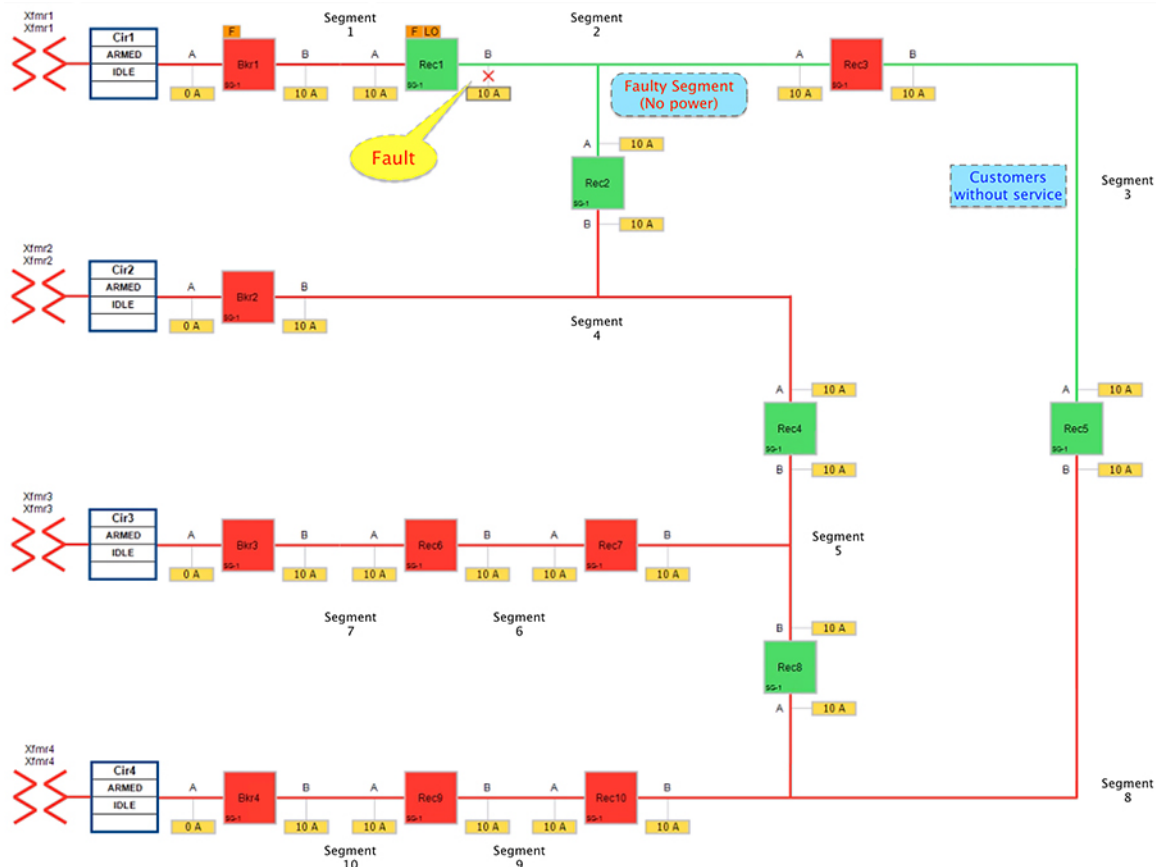 Xfmr1
Xfmr1
Cir1
ARMED
IDLE
A
0 A
F
Bkr1
SG-1
B
10 A
Segment
1
A
10 A
F LO
Rec1
SG-1
B
10 A
Fault
Segment
2
Faulty Segment
(No power)
A
10 A
Rec3
SG-1
B
10 A
A
10 A
Rec2
SG-1
B
10 A
Customers
without service
Segment
3
Xfmr2
Xfmr2
Cir2
ARMED
IDLE
A
0 A
Bkr2
SG-1
B
10 A
Segment
4
A
10 A
Rec4
SG-1
B
10 A
A
10 A
Rec5
SG-1
B
10 A
Xfmr3
Xfmr3
Cir3
ARMED
IDLE
A
0 A
Bkr3
SG-1
B
10 A
A
10 A
Rec6
SG-1
B
10 A
A
10 A
Rec7
SG-1
B
10 A
Segment
5
Segment
7
Segment
6
B
10 A
Rec8
SG-1
A
10 A
Xfmr4
Xfmr4
Cir4
ARMED
IDLE
A
0 A
Bkr4
SG-1
B
10 A
A
10 A
Rec9
SG-1
B
10 A
A
10 A
Rec10
SG-1
B
10 A
Segment
8
Segment
10
Segment
9